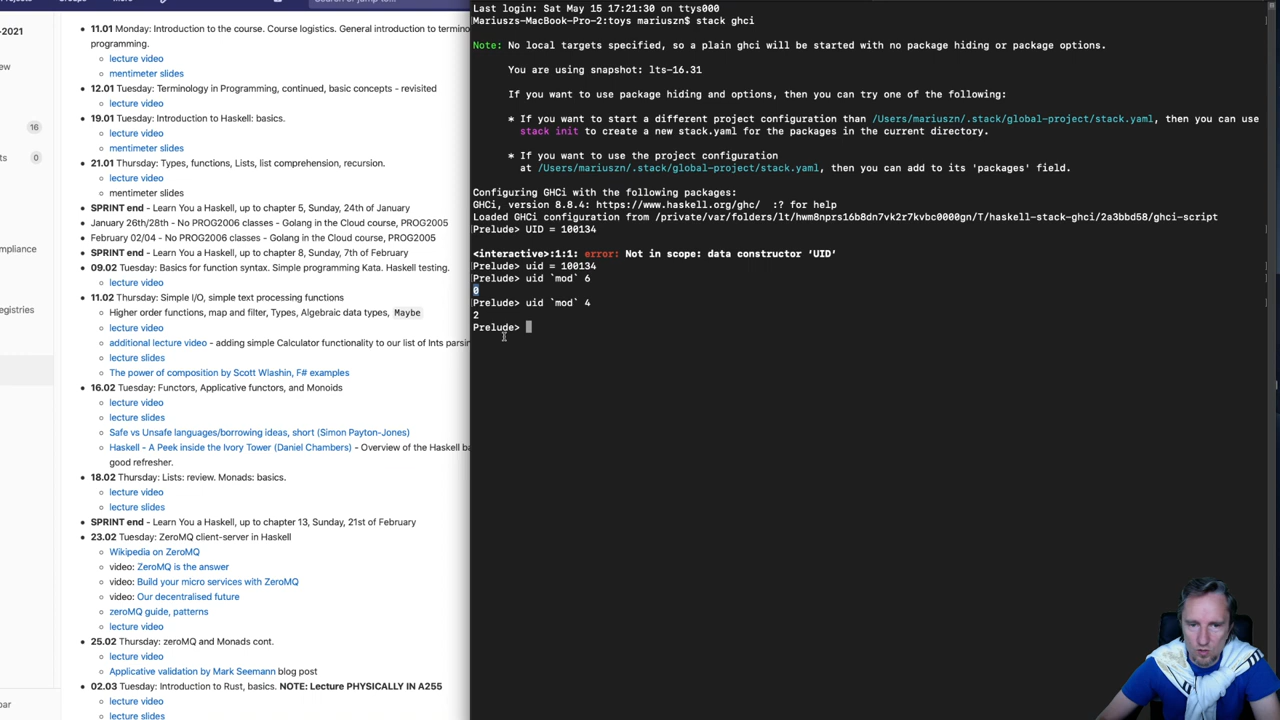 -2021
16
0
11.01 Monday: Introduction to the course. Course logistics. General introduction to
programming.
lecture video
mentimeter slides
12.01 Tuesday: Terminology in Programming, continued, basic concepts - revisited
lecture video
19.01 Tuesday: Introduction to Haskell: basics.
lecture video
mentimeter slides
21.01 Thursday: Types, functions, Lists, list comprehension, recursion.
lecture video
mentimeter slides
SPRINT end - Learn You a Haskell, up to chapter 5, Sunday, 24th of January
January 26th/28th - No PROG2006 classes - Golang in the Cloud course, PROG2005
February 02/04 - No PROG2006 classes - Golang in the Cloud course, PROG2005
SPRINT end - Learn You a Haskell, up to chapter 8, Sunday, 7th of February
09.02 Tuesday: Basics for function syntax. Simple programming Kata. Haskell testing.
lecture video
11.02 Thursday: Simple I/O, simple text processing functions
Higher order functions, map and filter, Types, Algebraic data types, Maybe
lecture video
additional lecture video - adding simple Calculator functionality to our list of Ints
lecture slides
The power of composition by Scott Wlashin, F# examples
16.02 Tuesday: Functors, Applicative functors, and Monoids
lecture video
lecture slides
Safe vs Unsafe languages/borrowing ideas, short (Simon Payton-Jones)
Haskell - A Peek inside the Ivory Tower (Daniel Chambers) - Overview of the Haskell
good refresher.
18.02 Thursday: Lists: review. Monads: basics.
lecture video
lecture slides
SPRINT end - Learn You a Haskell, up to chapter 13, Sunday, 21st of February
23.02 Tuesday: ZeroMQ client-server in Haskell
Wikipedia on ZeroMQ
video: ZeroMQ is the answer
video: Build your micro services with ZeroMQ
video: Our decentralised future
zeroMQ guide, patterns
lecture video
25.02 Thursday: zeroMQ and Monads cont.
lecture video
Applicative validation by Mark Seemann blog post
02.03 Tuesday: Introduction to Rust, basics. NOTE: Lecture PHYSICALLY IN A255
lecture video
lecture slides
Last login: Sat May 15 17:21:30 on ttys000
Mariuszs-MacBook-Pro-2:toys mariuszn$ stack ghci
Note: No local targets specified, so a plain ghci will be started with no package hiding or package options.
You are using snapshot: lts-16.31
If you want to use package hiding and options, then you can try one of the following:
* If you want to start a different project configuration than /Users/mariuszn/.stack/global-project/stack.yaml, then you can use
stack init to create a new stack.yaml for the packages in the current directory.
* If you want to use the project configuration
at /Users/mariuszn/.stack/global-project/stack.yaml, then you can add to its 'packages' field.
Configuring GHCi with the following packages:
GHCi, version 8.8.4: https://www.haskell.org/ghc/  :? for help
Loaded GHCi configuration from /private/var/folders/lt/hwm8nprs16b8dn7vk2r7kvbc0000gn/T/haskell-stack-ghci/2a3bbd58/ghci-script
Prelude> UID = 100134
<interactive>:1:1: error: Not in scope: data constructor 'UID'
Prelude> uid = 100134
Prelude> uid `mod` 6
0
Prelude> uid `mod` 4
2
Prelude>